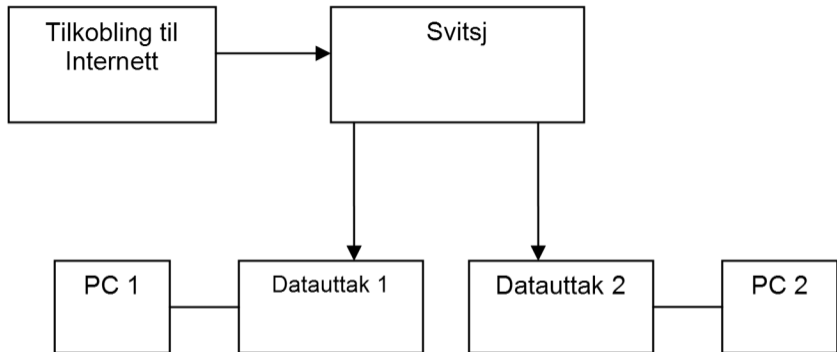 Tilkobling til
Internett
Svitsj
PC 1
Datauttak 1
Datauttak 2
PC 2